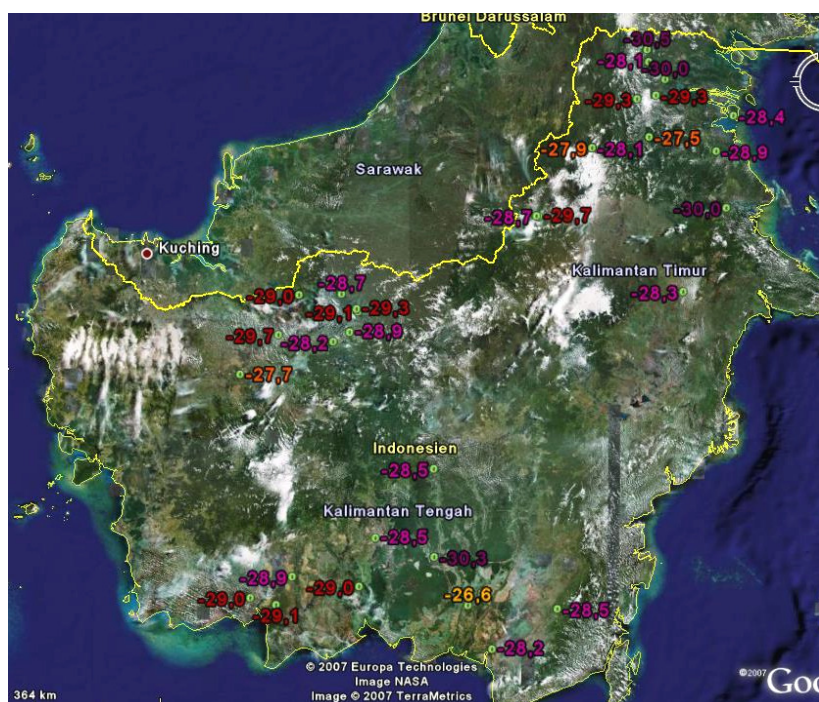 Brunei Darussalam
-30,5
-28,1
-30,0
-29,3
-29,3
-28,4
-27,5
-27,9
-28,1
-28,9
Sarawak
-30,0
-28,7
-29,7
Kuching
Kalimantan Timur
-28,7
-29,0
-28,3
-29,1
-29,3
-29,7
-28,2
-28,9
-27,7
Indonesien
-28,5
Kalimantan Tengah
-28,5
-30,3
-28,9
-29,0
-29,0
-26,6
-29,1
-28,5
-28,2
© 2007 Europa Technologies
Image NASA
Image © 2007 TerraMetrics
364 km
©2007 Goo